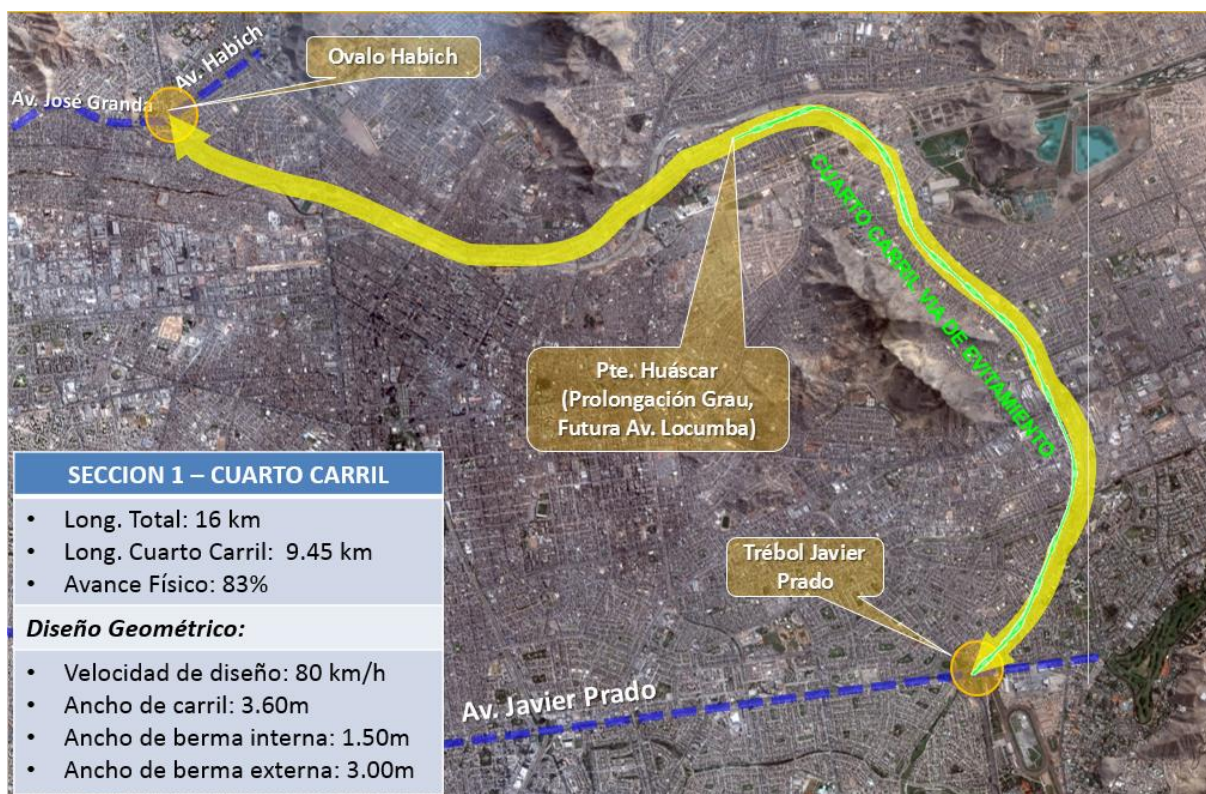 Ovalo Habich
Av. Habich
Av. José Granda
CUARTO CARRIL VIA DE EVITAMIENTO
Pte. Huáscar
(Prolongación Grau,
Futura Av. Locumba)
Trébol Javier
Prado
Av. Javier Prado
SECCION 1 – CUARTO CARRIL
• Long. Total: 16 km
• Long. Cuarto Carril: 9.45 km
• Avance Físico: 83%
Diseño Geométrico:
• Velocidad de diseño: 80 km/h
• Ancho de carril: 3.60m
• Ancho de berma interna: 1.50m
• Ancho de berma externa: 3.00m